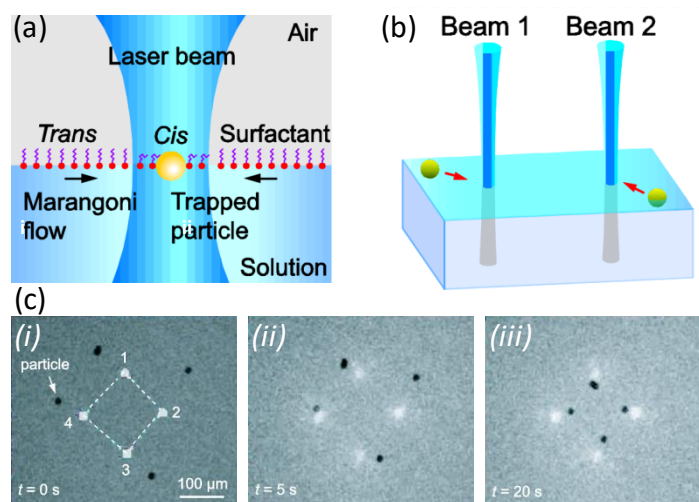 (a)
Air
Laser beam
Trans
Cis
Surfactant
Marangoni
flow
Trapped
particle
Solution
i
ii
(b)
Beam 1
Beam 2
(c)
(i)
particle
1
2
3
4
t = 0 s
100 μm
(ii)
t = 5 s
(iii)
t = 20 s